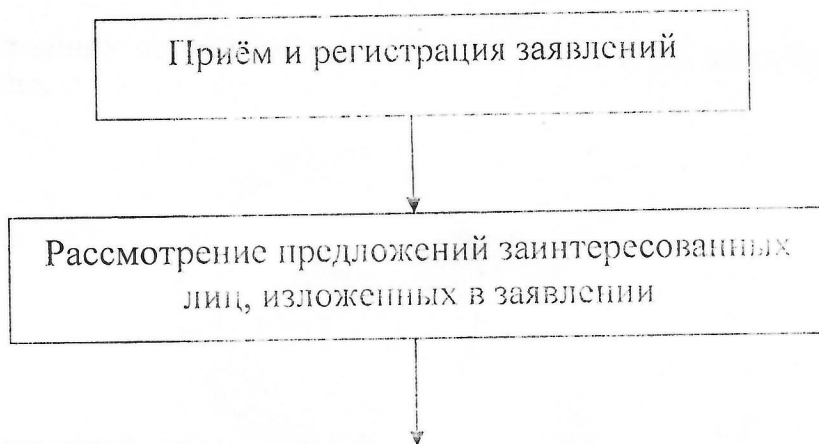 Приём и регистрация заявлений
Рассмотрение предложений заинтересованных
лиц, изложенных в заявлении